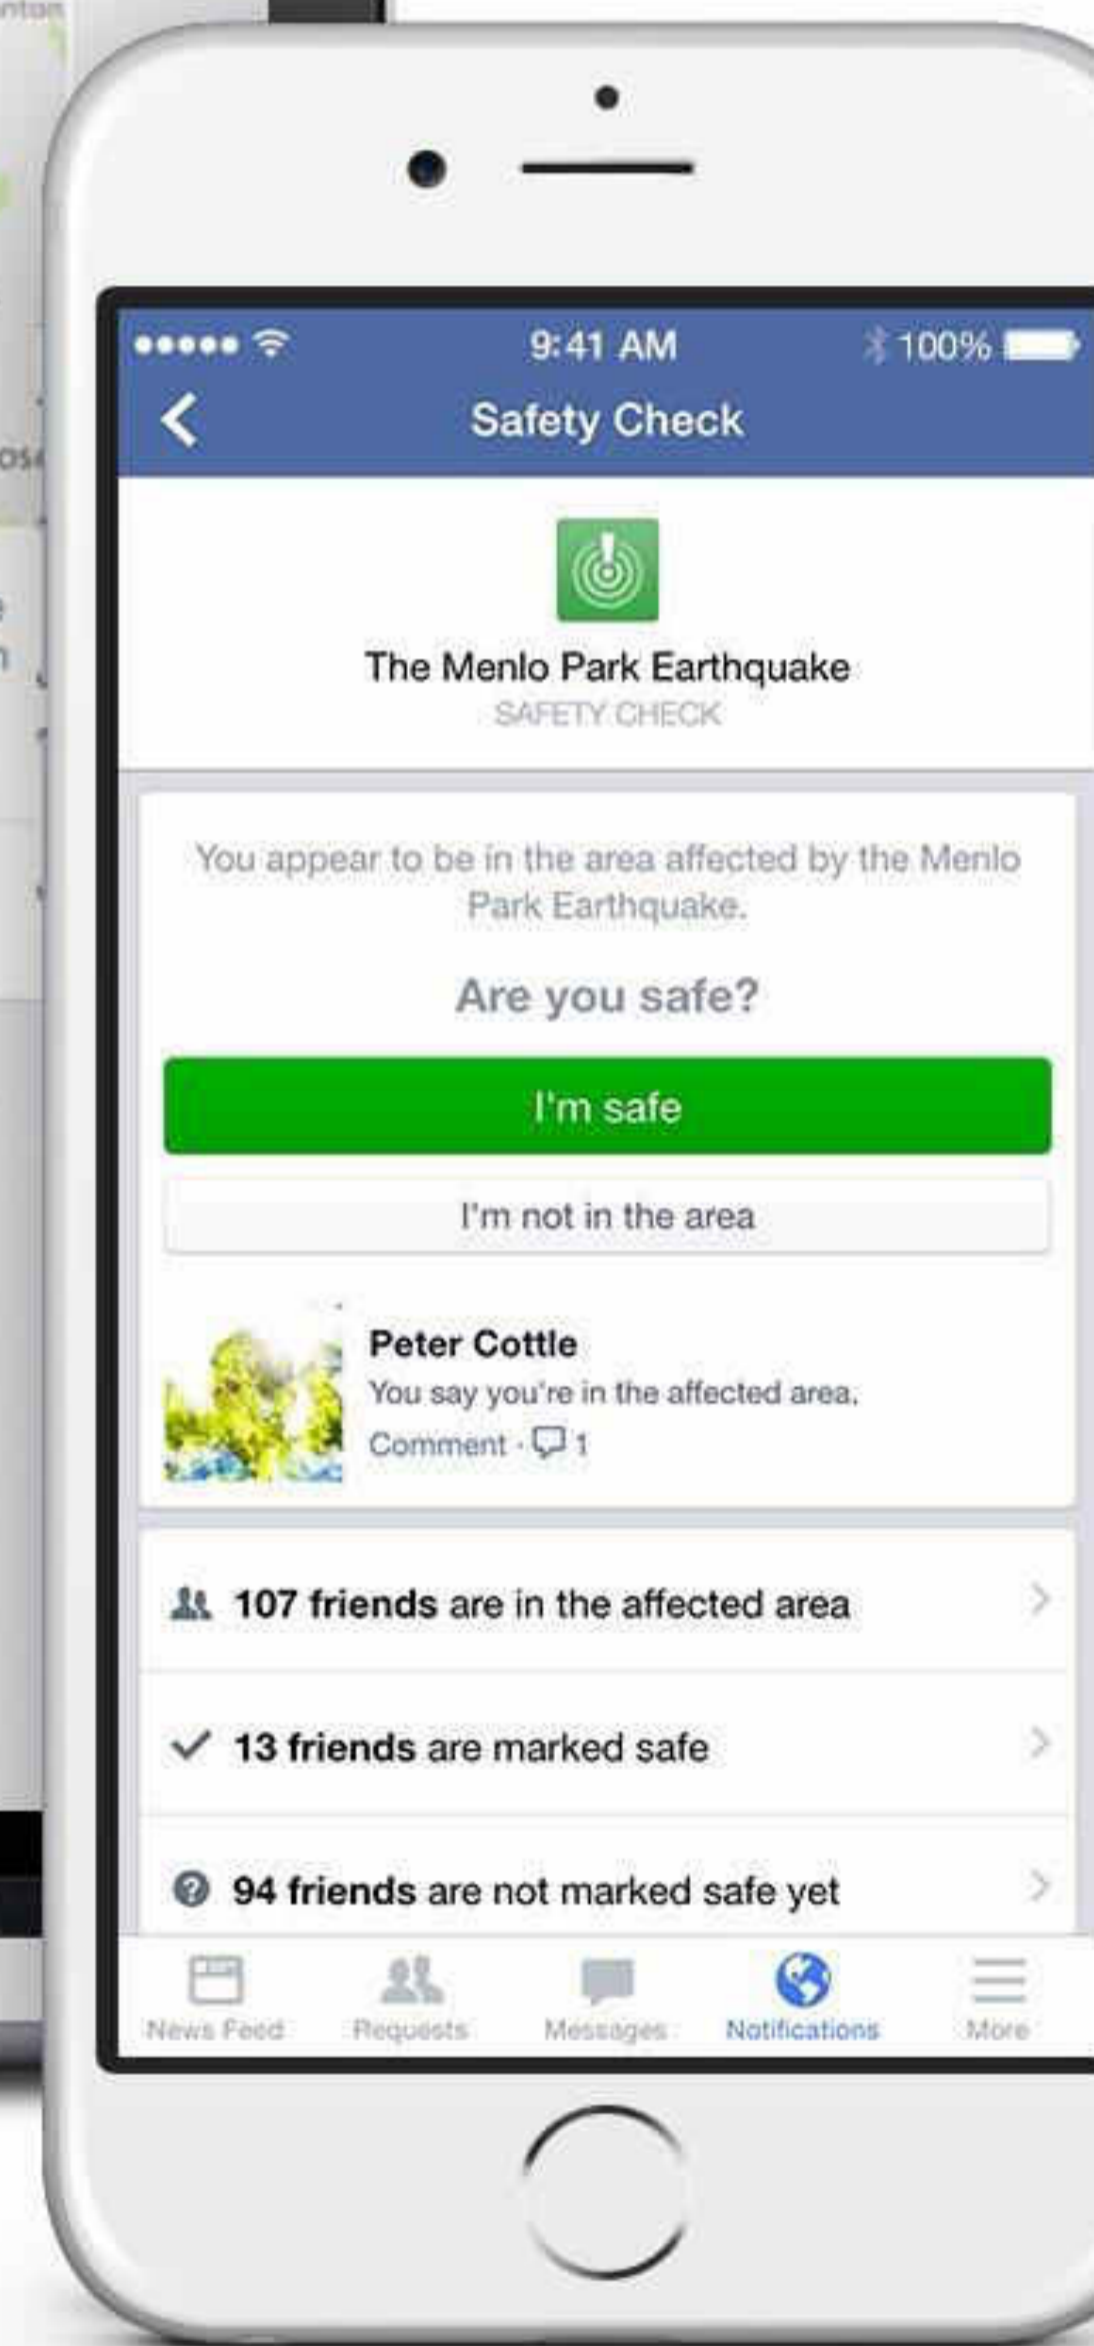 9:41 AM
100%
Safety Check
The Menlo Park Earthquake
SAFETY CHECK
You appear to be in the area affected by the Menlo
Park Earthquake.
Are you safe?
I'm safe
I'm not in the area
Peter Cottle
You say you're in the affected area.
Comment · 1
107 friends are in the affected area
13 friends are marked safe
94 friends are not marked safe yet
News Feed
Requests
Messages
Notifications
More